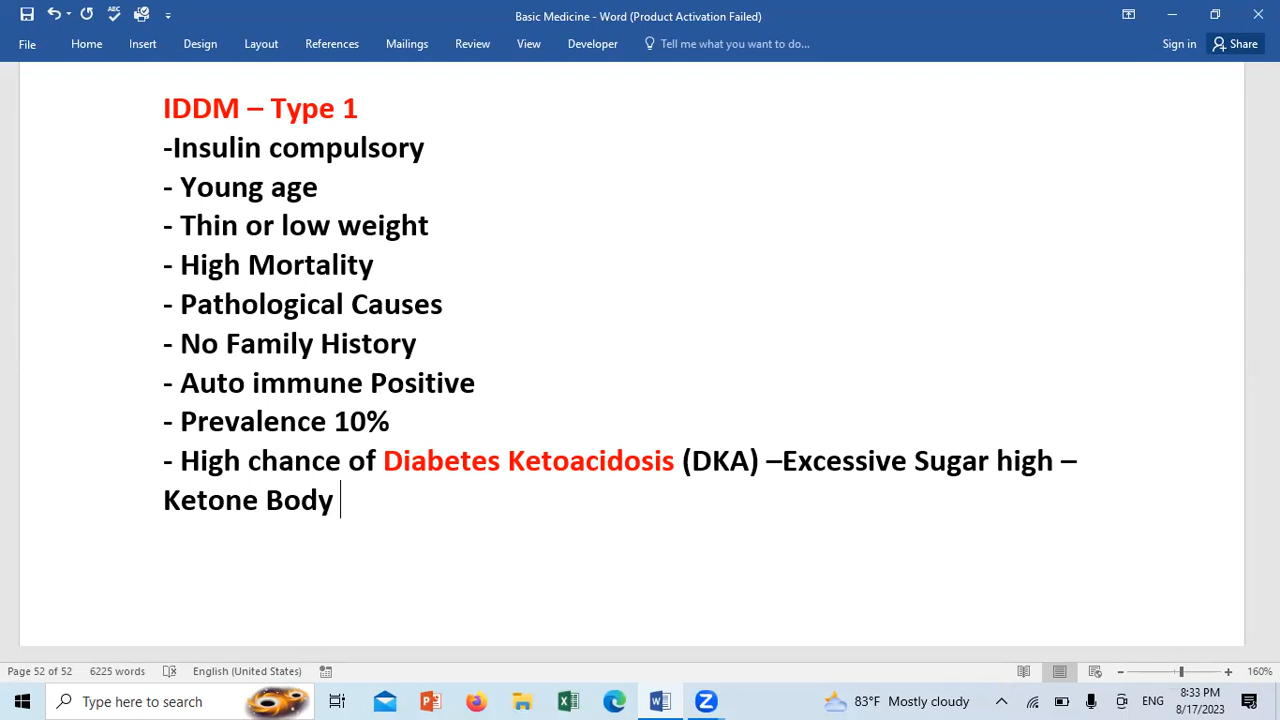 Basic Medicine - Word (Product Activation Failed)
File Home Insert Design Layout References Mailings Review View Developer Tell me what you want to do... Sign in Share
IDDM – Type 1
-Insulin compulsory
- Young age
- Thin or low weight
- High Mortality
- Pathological Causes
- No Family History
- Auto immune Positive
- Prevalence 10%
- High chance of Diabetes Ketoacidosis (DKA) –Excessive Sugar high –
Ketone Body
Page 52 of 52 6225 words English (United States) 160%
Type here to search 83°F Mostly cloudy ENG 8:33 PM
8/17/2023